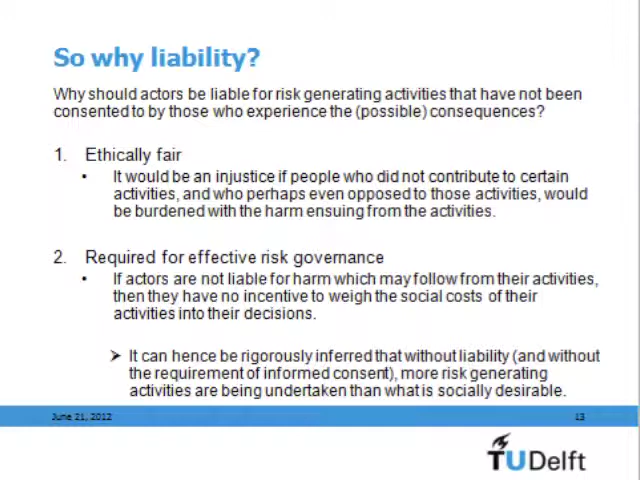 So why liability?
Why should actors be liable for risk generating activities that have not been
consented to by those who experience the (possible) consequences?
1. Ethically fair
• It would be an injustice if people who did not contribute to certain
activities, and who perhaps even opposed to those activities, would
be burdened with the harm ensuing from the activities.
2. Required for effective risk governance
• If actors are not liable for harm which may follow from their activities,
then they have no incentive to weigh the social costs of their
activities into their decisions.
➢ It can hence be rigorously inferred that without liability (and without
the requirement of informed consent), more risk generating
activities are being undertaken than what is socially desirable.
June 21, 2012 13
TUDelft